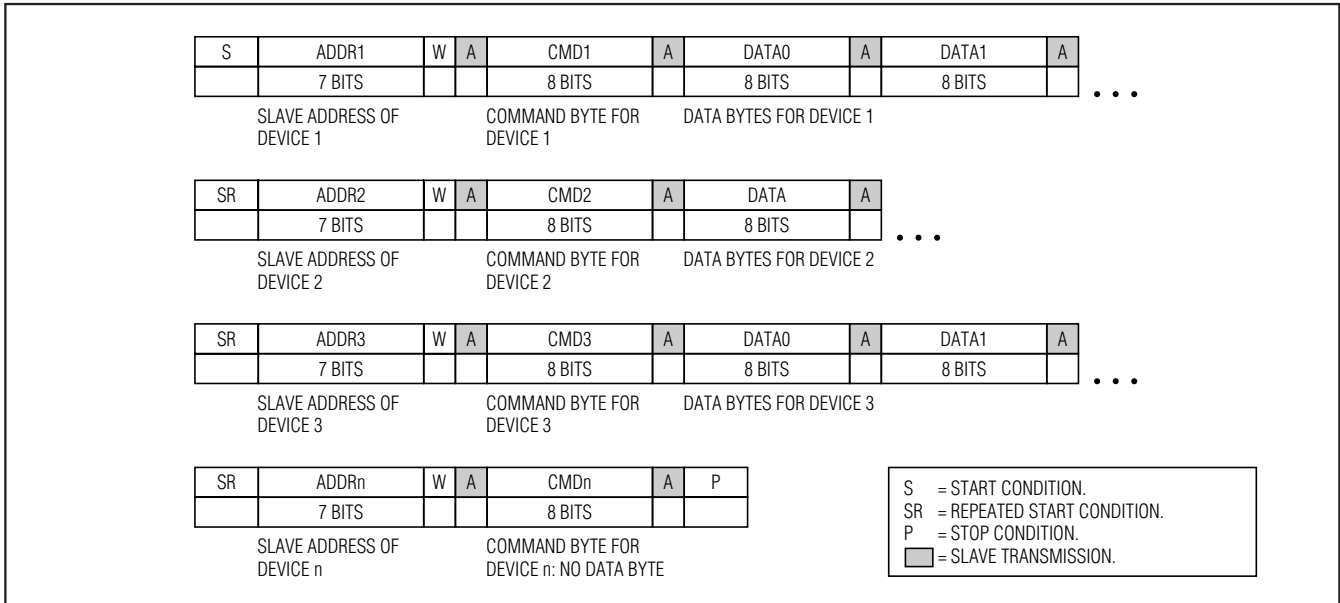 S ADDR1 W A CMD1 A DATA0 A DATA1 A
7 BITS 8 BITS 8 BITS 8 BITS
SLAVE ADDRESS OF COMMAND BYTE FOR DATA BYTES FOR DEVICE 1
DEVICE 1 DEVICE 1
SR ADDR2 W A CMD2 A DATA A
7 BITS 8 BITS 8 BITS
SLAVE ADDRESS OF COMMAND BYTE FOR DATA BYTES FOR DEVICE 2
DEVICE 2 DEVICE 2
SR ADDR3 W A CMD3 A DATA0 A DATA1 A
7 BITS 8 BITS 8 BITS 8 BITS
SLAVE ADDRESS OF COMMAND BYTE FOR DATA BYTES FOR DEVICE 3
DEVICE 3 DEVICE 3
SR ADDRn W A CMDn A P
7 BITS 8 BITS
SLAVE ADDRESS OF COMMAND BYTE FOR
DEVICE n DEVICE n: NO DATA BYTE
S = START CONDITION.
SR = REPEATED START CONDITION.
P = STOP CONDITION.
= SLAVE TRANSMISSION.